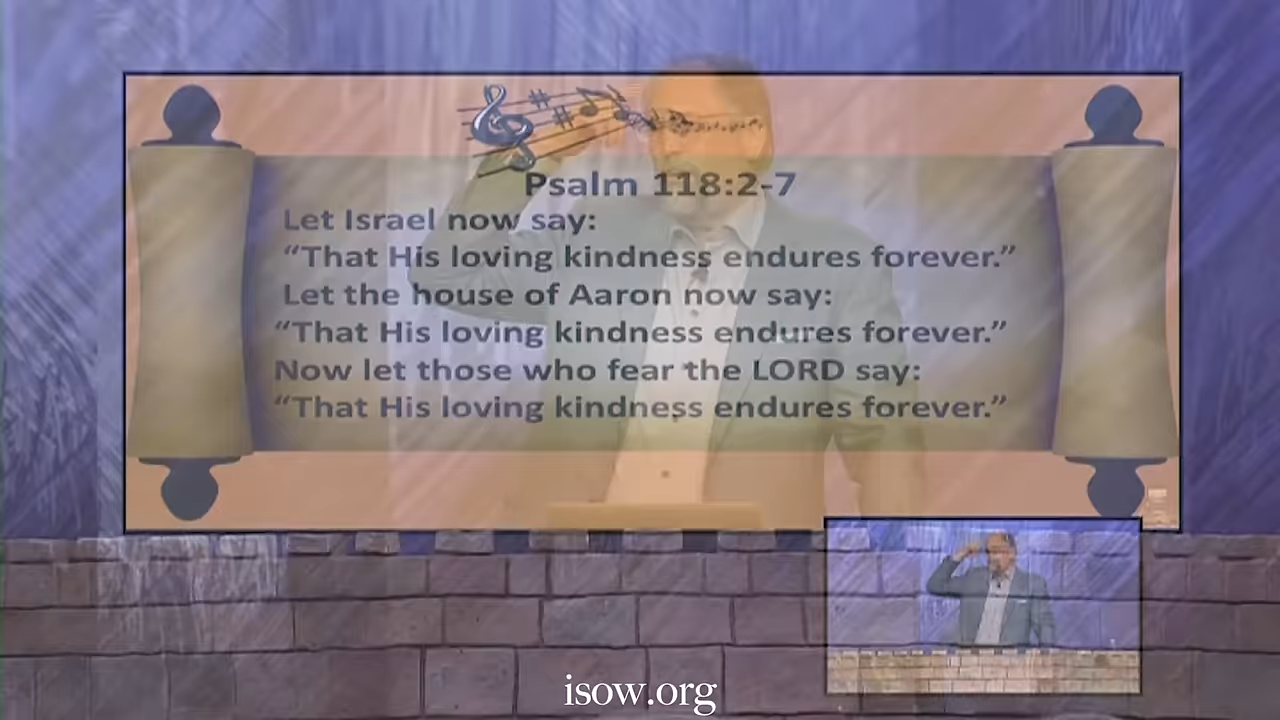 Psalm 118:2-7
Let Israel now say:
“That His loving kindness endures forever.”
Let the house of Aaron now say:
“That His loving kindness endures forever.”
Now let those who fear the LORD say:
“That His loving kindness endures forever.”
isow.org